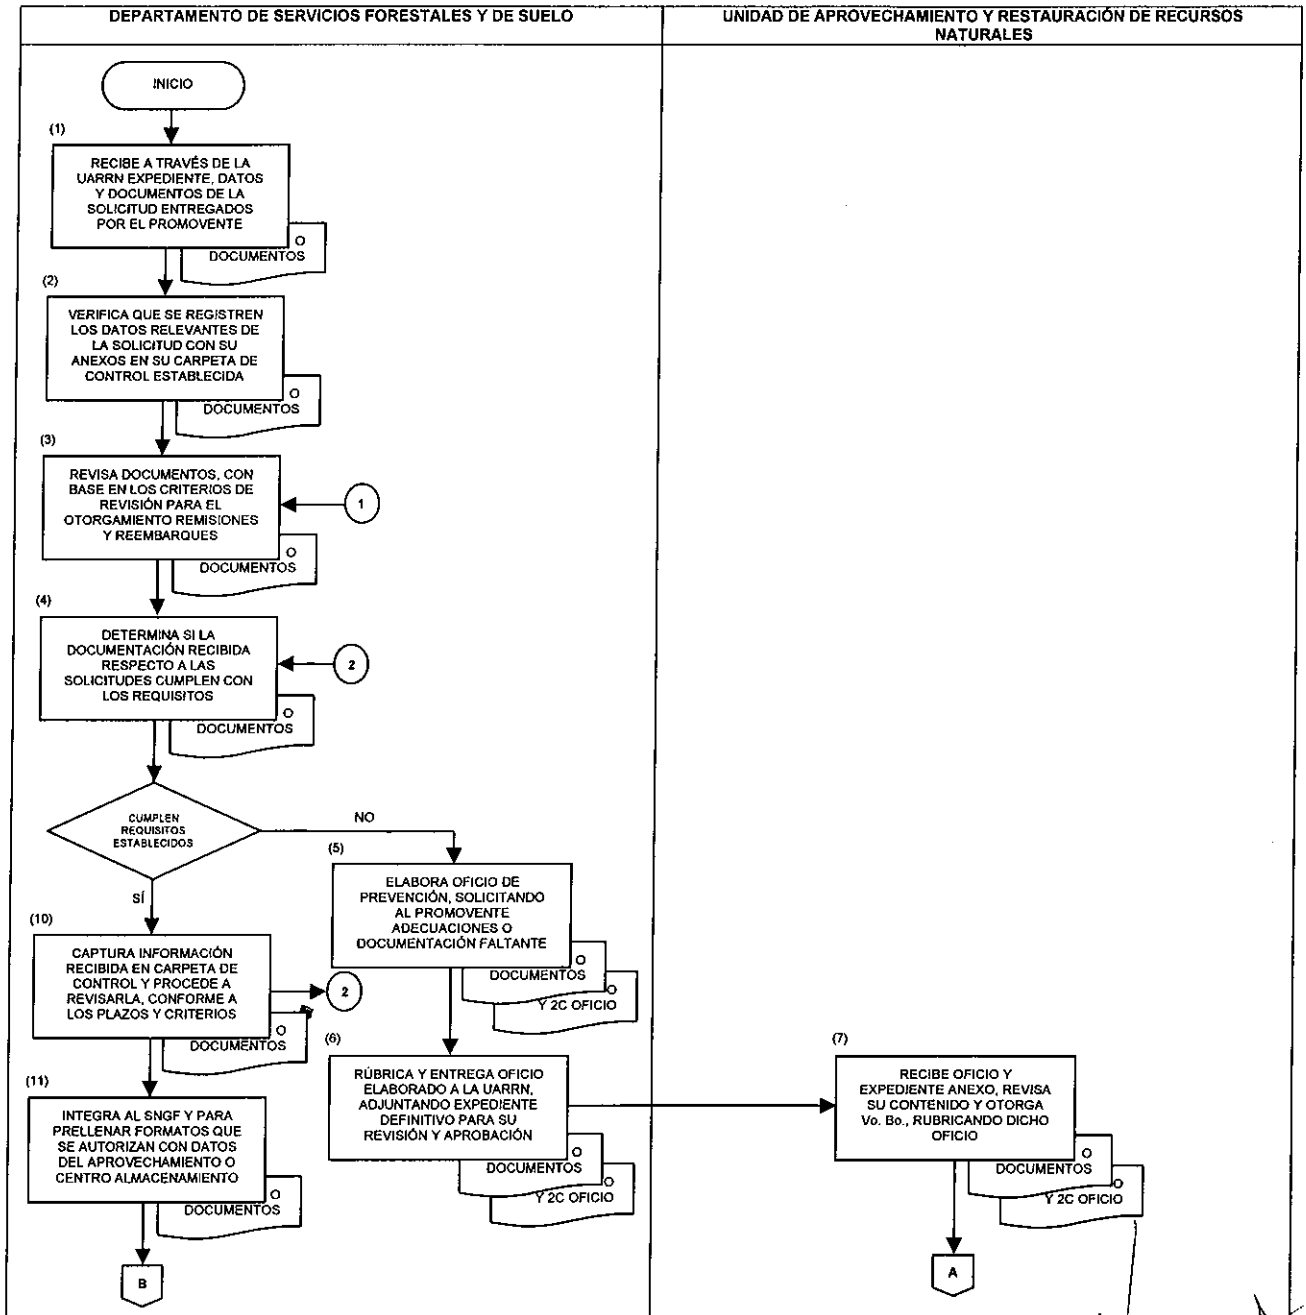 DEPARTAMENTO DE SERVICIOS FORESTALES Y DE SUELO
UNIDAD DE APROVECHAMIENTO Y RESTAURACIÓN DE RECURSOS
NATURALES
INICIO
(1)
RECIBE A TRAVÉS DE LA
UARRN EXPEDIENTE, DATOS
Y DOCUMENTOS DE LA
SOLICITUD ENTREGADOS
POR EL PROMOVENTE
O
DOCUMENTOS
(2)
VERIFICA QUE SE REGISTREN
LOS DATOS RELEVANTES DE
LA SOLICITUD CON SU
ANEXOS EN SU CARPETA DE
CONTROL ESTABLECIDA
O
DOCUMENTOS
(3)
REVISA DOCUMENTOS, CON
BASE EN LOS CRITERIOS DE
REVISIÓN PARA EL
OTORGAMIENTO REMISIONES
Y REEMBARQUES
1
O
DOCUMENTOS
(4)
DETERMINA SI LA
DOCUMENTACIÓN RECIBIDA
RESPECTO A LAS
SOLICITUDES CUMPLEN CON
LOS REQUISITOS
2
O
DOCUMENTOS
CUMPLEN
REQUISITOS
ESTABLECIDOS
NO
SÍ
(5)
ELABORA OFICIO DE
PREVENCIÓN, SOLICITANDO
AL PROMOVENTE
ADECUACIONES O
DOCUMENTACIÓN FALTANTE
O
DOCUMENTOS
O
Y 2C OFICIO
(10)
CAPTURA INFORMACIÓN
RECIBIDA EN CARPETA DE
CONTROL Y PROCEDE A
REVISARLA, CONFORME A
LOS PLAZOS Y CRITERIOS
2
O
DOCUMENTOS
(6)
RÚBRICA Y ENTREGA OFICIO
ELABORADO A LA UARRN,
ADJUNTANDO EXPEDIENTE
DEFINITIVO PARA SU
REVISIÓN Y APROBACIÓN
O
DOCUMENTOS
O
Y 2C OFICIO
(7)
RECIBE OFICIO Y
EXPEDIENTE ANEXO, REVISA
SU CONTENIDO Y OTORGA
Vo. Bo., RUBRICANDO DICHO
OFICIO
O
DOCUMENTOS
O
Y 2C OFICIO
(11)
INTEGRA AL SNGF Y PARA
PRELLENAR FORMATOS QUE
SE AUTORIZAN CON DATOS
DEL APROVECHAMIENTO O
CENTRO ALMACENAMIENTO
O
DOCUMENTOS
B
A